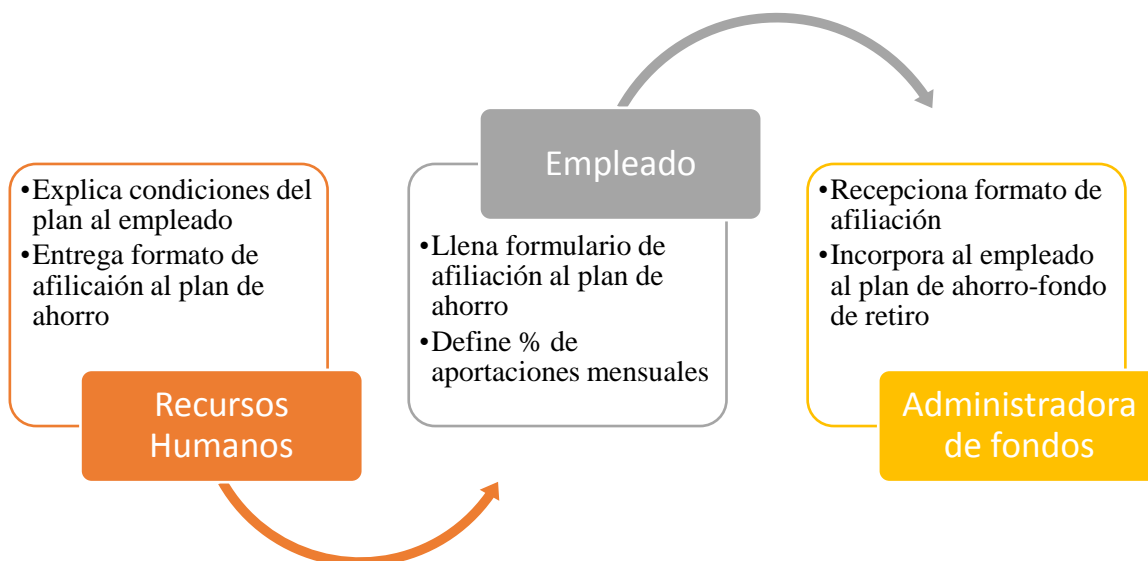 •Explica condiciones del
plan al empleado
•Entrega formato de
afilicaión al plan de
ahorro
Recursos
Humanos
Empleado
•Llena formulario de
afiliación al plan de
ahorro
•Define % de
aportaciones mensuales
•Recepciona formato de
afiliación
•Incorpora al empleado
al plan de ahorro-fondo
de retiro
Administradora
de fondos